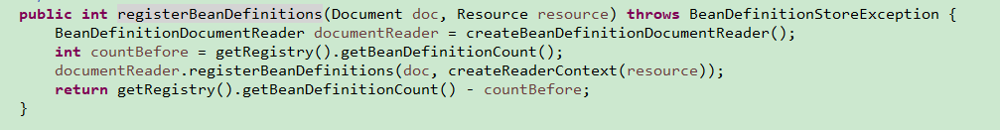 public int registerBeanDefinitions(Document doc, Resource resource) throws BeanDefinitionStoreException {
BeanDefinitionDocumentReader documentReader = createBeanDefinitionDocumentReader();
int countBefore = getRegistry().getBeanDefinitionCount();
documentReader.registerBeanDefinitions(doc, createReaderContext(resource));
return getRegistry().getBeanDefinitionCount() - countBefore;
}